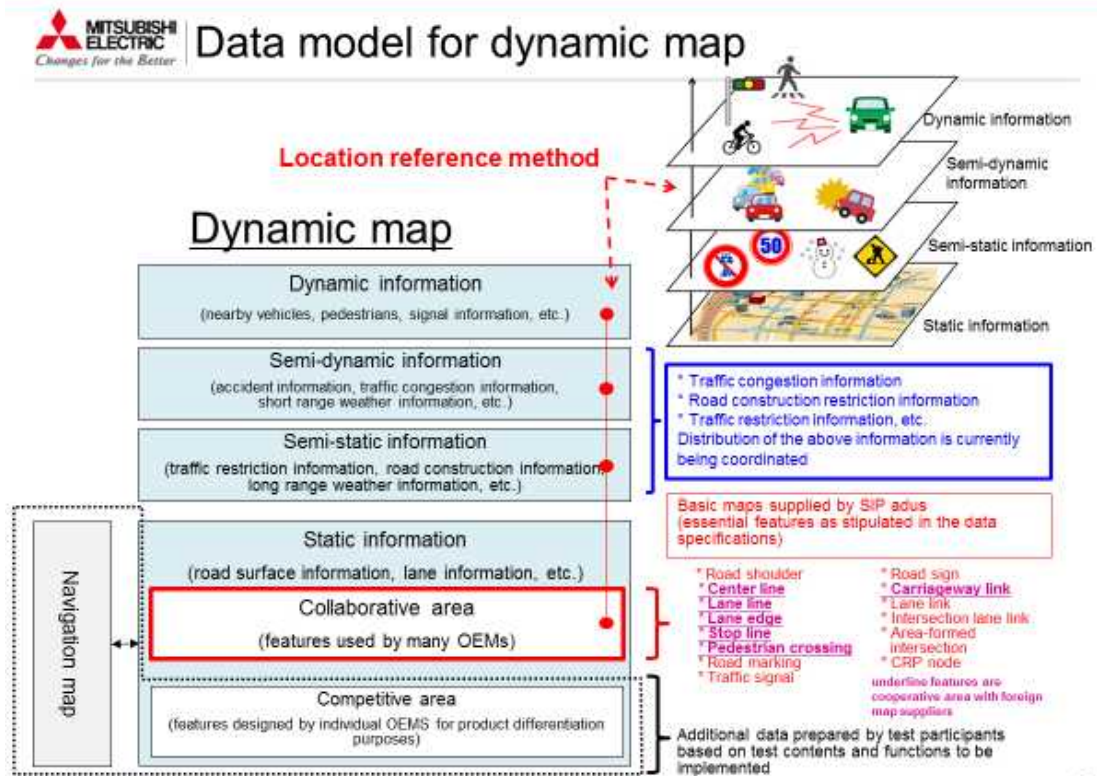 MITSUBISHI
ELECTRIC
Changes for the Better
Data model for dynamic map
Location reference method
Dynamic map
50
Dynamic information
Semi-dynamic
information
Semi-static information
Static information
Dynamic information
(nearby vehicles, pedestrians, signal information, etc.)
Semi-dynamic information
(accident information, traffic congestion information,
short range weather information, etc.)
Semi-static information
(traffic restriction information, road construction information,
long range weather information, etc.)
* Traffic congestion information
* Road construction restriction information
* Traffic restriction information, etc.
Distribution of the above information is currently
being coordinated
Basic maps supplied by SIP adus
(essential features as stipulated in the data
specifications)
Navigation map
Static information
(road surface information, lane information, etc.)
Collaborative area
(features used by many OEMs)
* Road shoulder
* Center line
* Lane line
* Lane edge
* Stop line
* Pedestrian crossing
* Road marking
* Traffic signal
* Road sign
* Carriageway link
* Lane link
* Intersection lane link
* Area-formed
intersection
* CRP node
underline features are
cooperative area with foreign
map suppliers
Competitive area
(features designed by individual OEMS for product differentiation
purposes)
Additional data prepared by test participants
based on test contents and functions to be
implemented